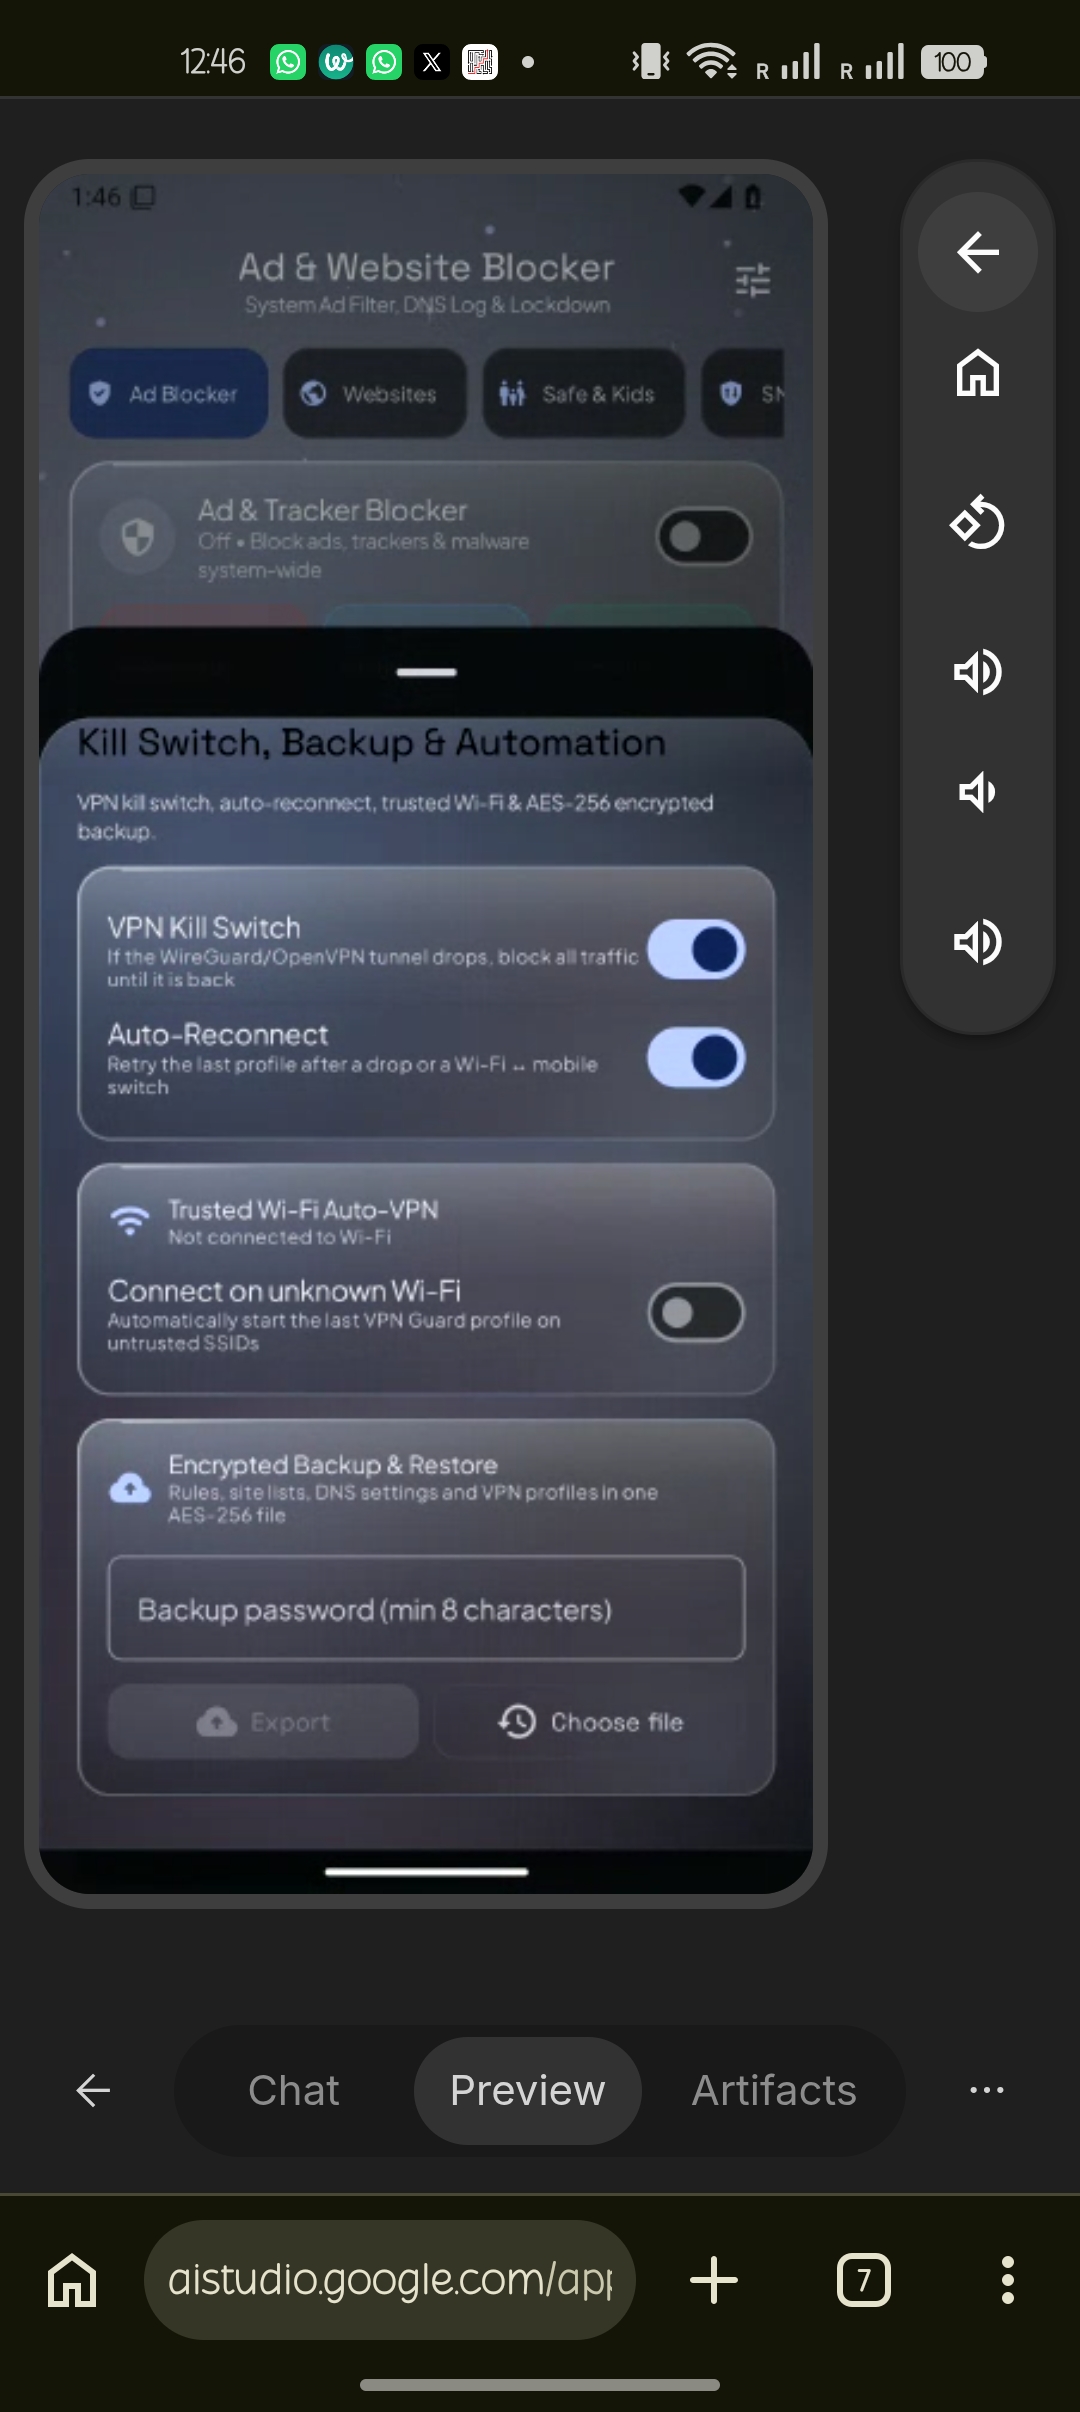 12:46
R
R
100
1:46
Ad & Website Blocker
System Ad Filter, DNS Log & Lockdown
Ad Blocker
Websites
Safe & Kids
Ad & Tracker Blocker
Off • Block ads, trackers & malware
system-wide
Kill Switch, Backup & Automation
VPN kill switch, auto-reconnect, trusted Wi-Fi & AES-256 encrypted
backup.
VPN Kill Switch
If the WireGuard/OpenVPN tunnel drops, block all traffic
until it is back
Auto-Reconnect
Retry the last profile after a drop or a Wi-Fi ↔ mobile
switch
Trusted Wi-Fi Auto-VPN
Not connected to Wi-Fi
Connect on unknown Wi-Fi
Automatically start the last VPN Guard profile on
untrusted SSIDs
Encrypted Backup & Restore
Rules, site lists, DNS settings and VPN profiles in one
AES-256 file
Backup password (min 8 characters)
Export
Choose file
Chat
Preview
Artifacts
aistudio.google.com/app
7